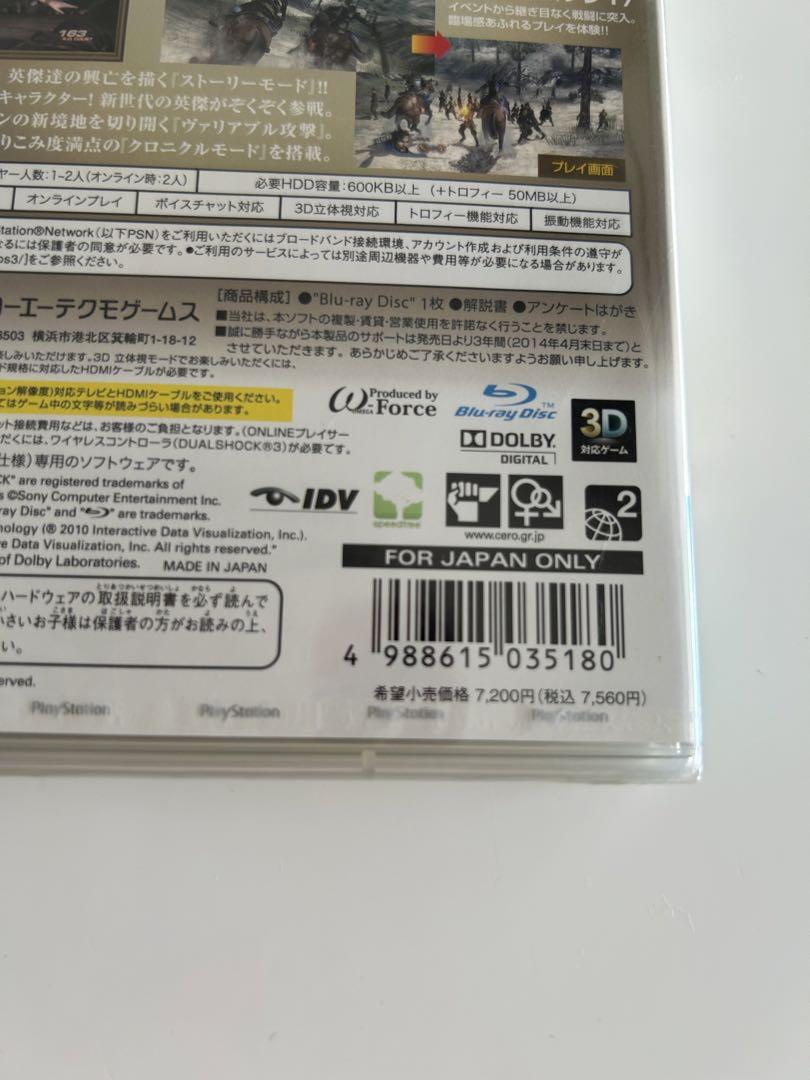 163
イベントから継ぎ目なく戦闘に突入。
臨場感あふれるプレイを体験!!
英傑達の興亡を描く『ストーリーモード』!!
キャラクター! 新世代の英傑がぞくぞく参戦。
ンの新境地を切り開く『ヴァリアブル攻撃』。
りこみ度満点の『クロニクルモード』を搭載。
プレイ画面
ヤー人数：1~2人(オンライン時：2人)
必要HDD容量：600KB以上 （+トロフィー 50MB以上）
オンラインプレイ
ボイスチャット対応
3D立体視対応
トロフィー機能対応
振動機能対応
Station®Network(以下PSN)をご利用いただくにはブロードバンド接続環境、アカウント作成および利用条件の遵守が
なるには保護者の同意が必要です。●ご利用のサービスによっては別途周辺機器や費用等が必要になる場合があります。
os3/]をご参照ください。
コーエーテクモゲームス
8503 横浜市港北区箕輪町1-18-12
［商品構成］●"Blu-ray Disc" 1枚 ●解説書 ●アンケートはがき
■当社は、本ソフトの複製・賃貸・営業使用を許諾なく行うことを禁じます。
■誠に勝手ながら本製品のサポートは発売日より3年間(2014年4月末日まで)と
させていただきます。あらかじめご了承くださいますようお願い申し上げます。
楽しみいただけます。3D 立体視モードでお楽しみいただくには、
ド規格に対応したHDMIケーブルが必要です。
ョン解像度)対応テレビとHDMIケーブルをご使用ください。
てはゲーム中の文字等が読みづらい場合があります。
ット接続費用などは、お客様のご負担となります。（ONLINEプレイサー
だくには、ワイヤレスコントローラ(DUALSHOCK®3)が必要です。
仕様）専用のソフトウェアです。
Produced by
ω-Force
OMEGA
Blu-ray Disc™
DOLBY.
DIGITAL
3D
対応ゲーム
CK" are registered trademarks of
s ©Sony Computer Entertainment Inc.
ray Disc" and " " are trademarks.
nology (® 2010 Interactive Data Visualization, Inc.).
ve Data Visualization, Inc. All rights reserved."
of Dolby Laboratories.
MADE IN JAPAN
IDV
speedtree
www.cero.gr.jp
2
FOR JAPAN ONLY
ハードウェアの取扱説明書を必ず読んで
いさいお子様は保護者の方がお読みの上、
い。
4 988615 035180
希望小売価格 7,200円（税込 7,560円）
erved.
PlayStation PlayStation PlayStation PlayStation